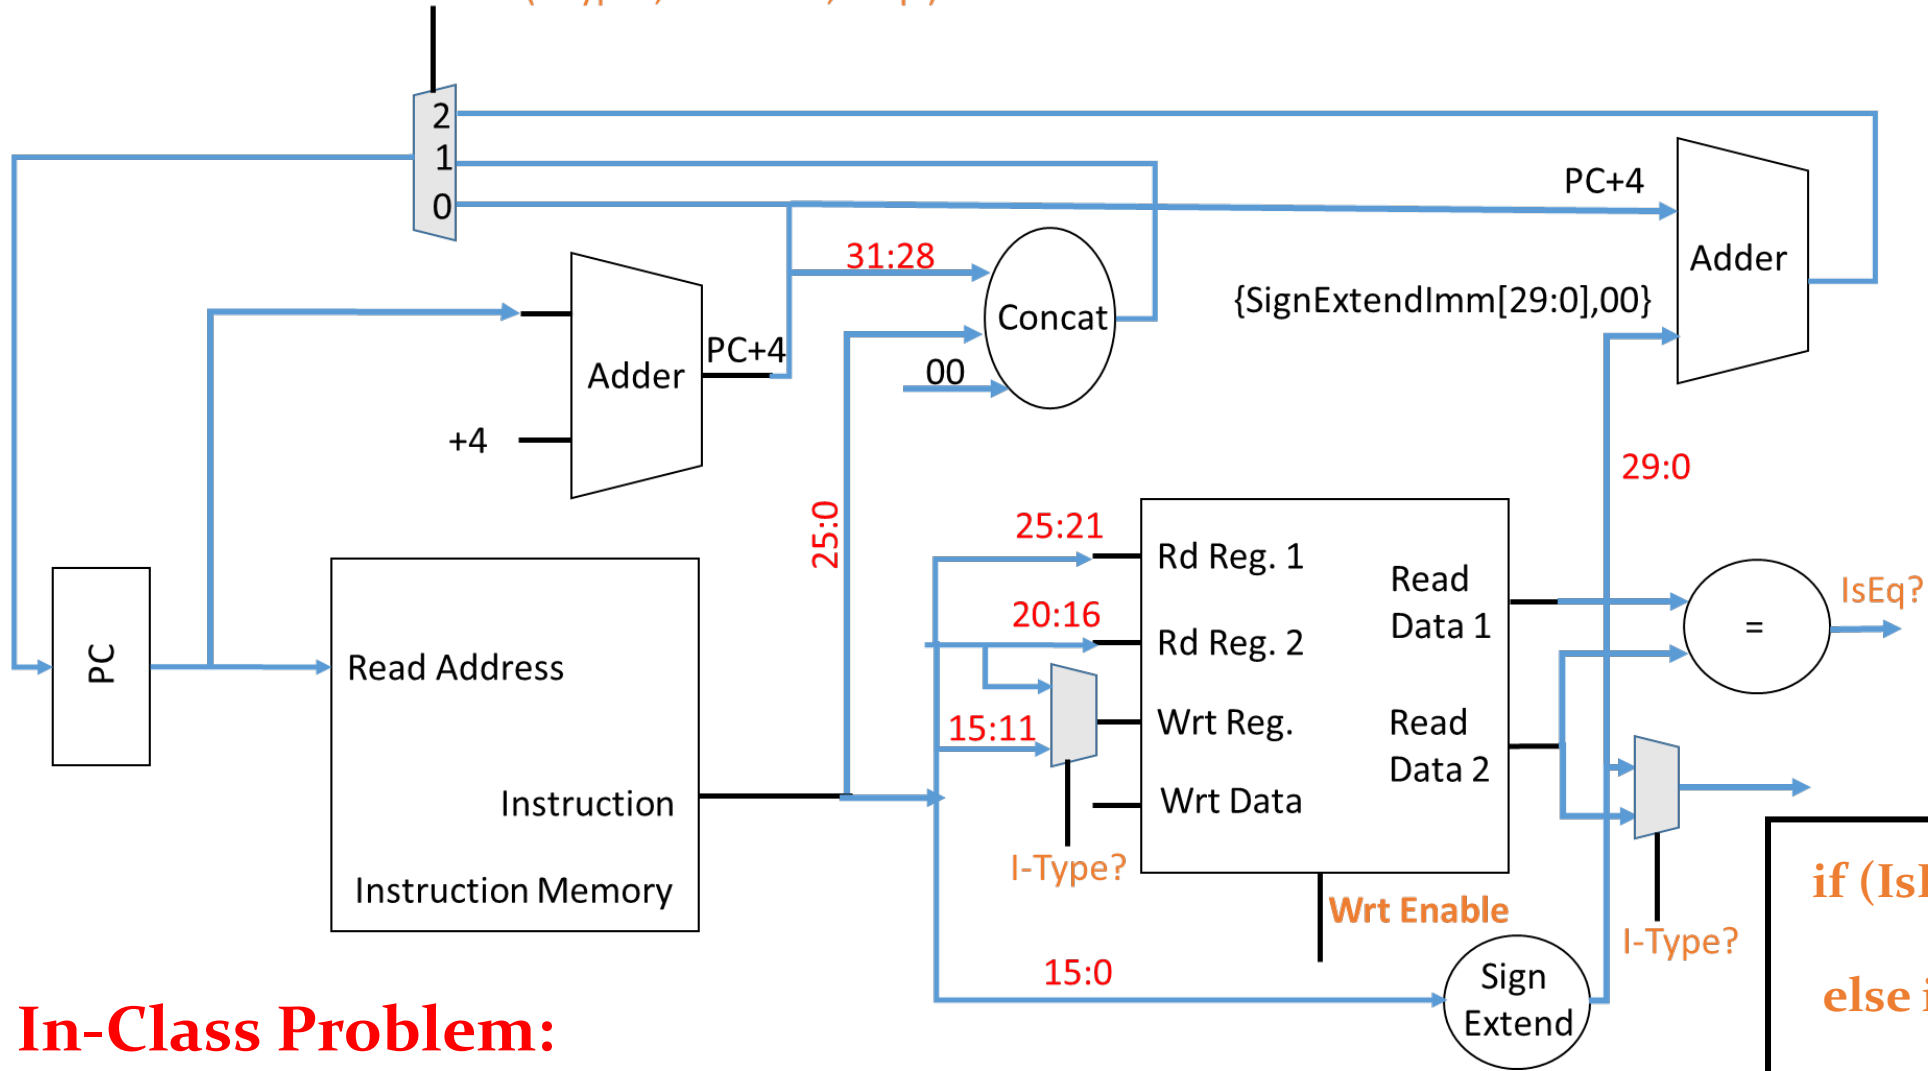 2
1
0
PC+4
31:28
Adder
{SignExtendImm[29:0],00}
Concat
PC+4
Adder
00
+4
29:0
25:0
25:21
Rd Reg. 1
Read
Data 1
IsEq?
=
20:16
Rd Reg. 2
PC
Read Address
15:11
Wrt Reg.
Read
Data 2
Instruction
Wrt Data
I-Type?
Instruction Memory
Wrt Enable
if
I-Type?
15:0
Sign
Extend
else
In-Class Problem: